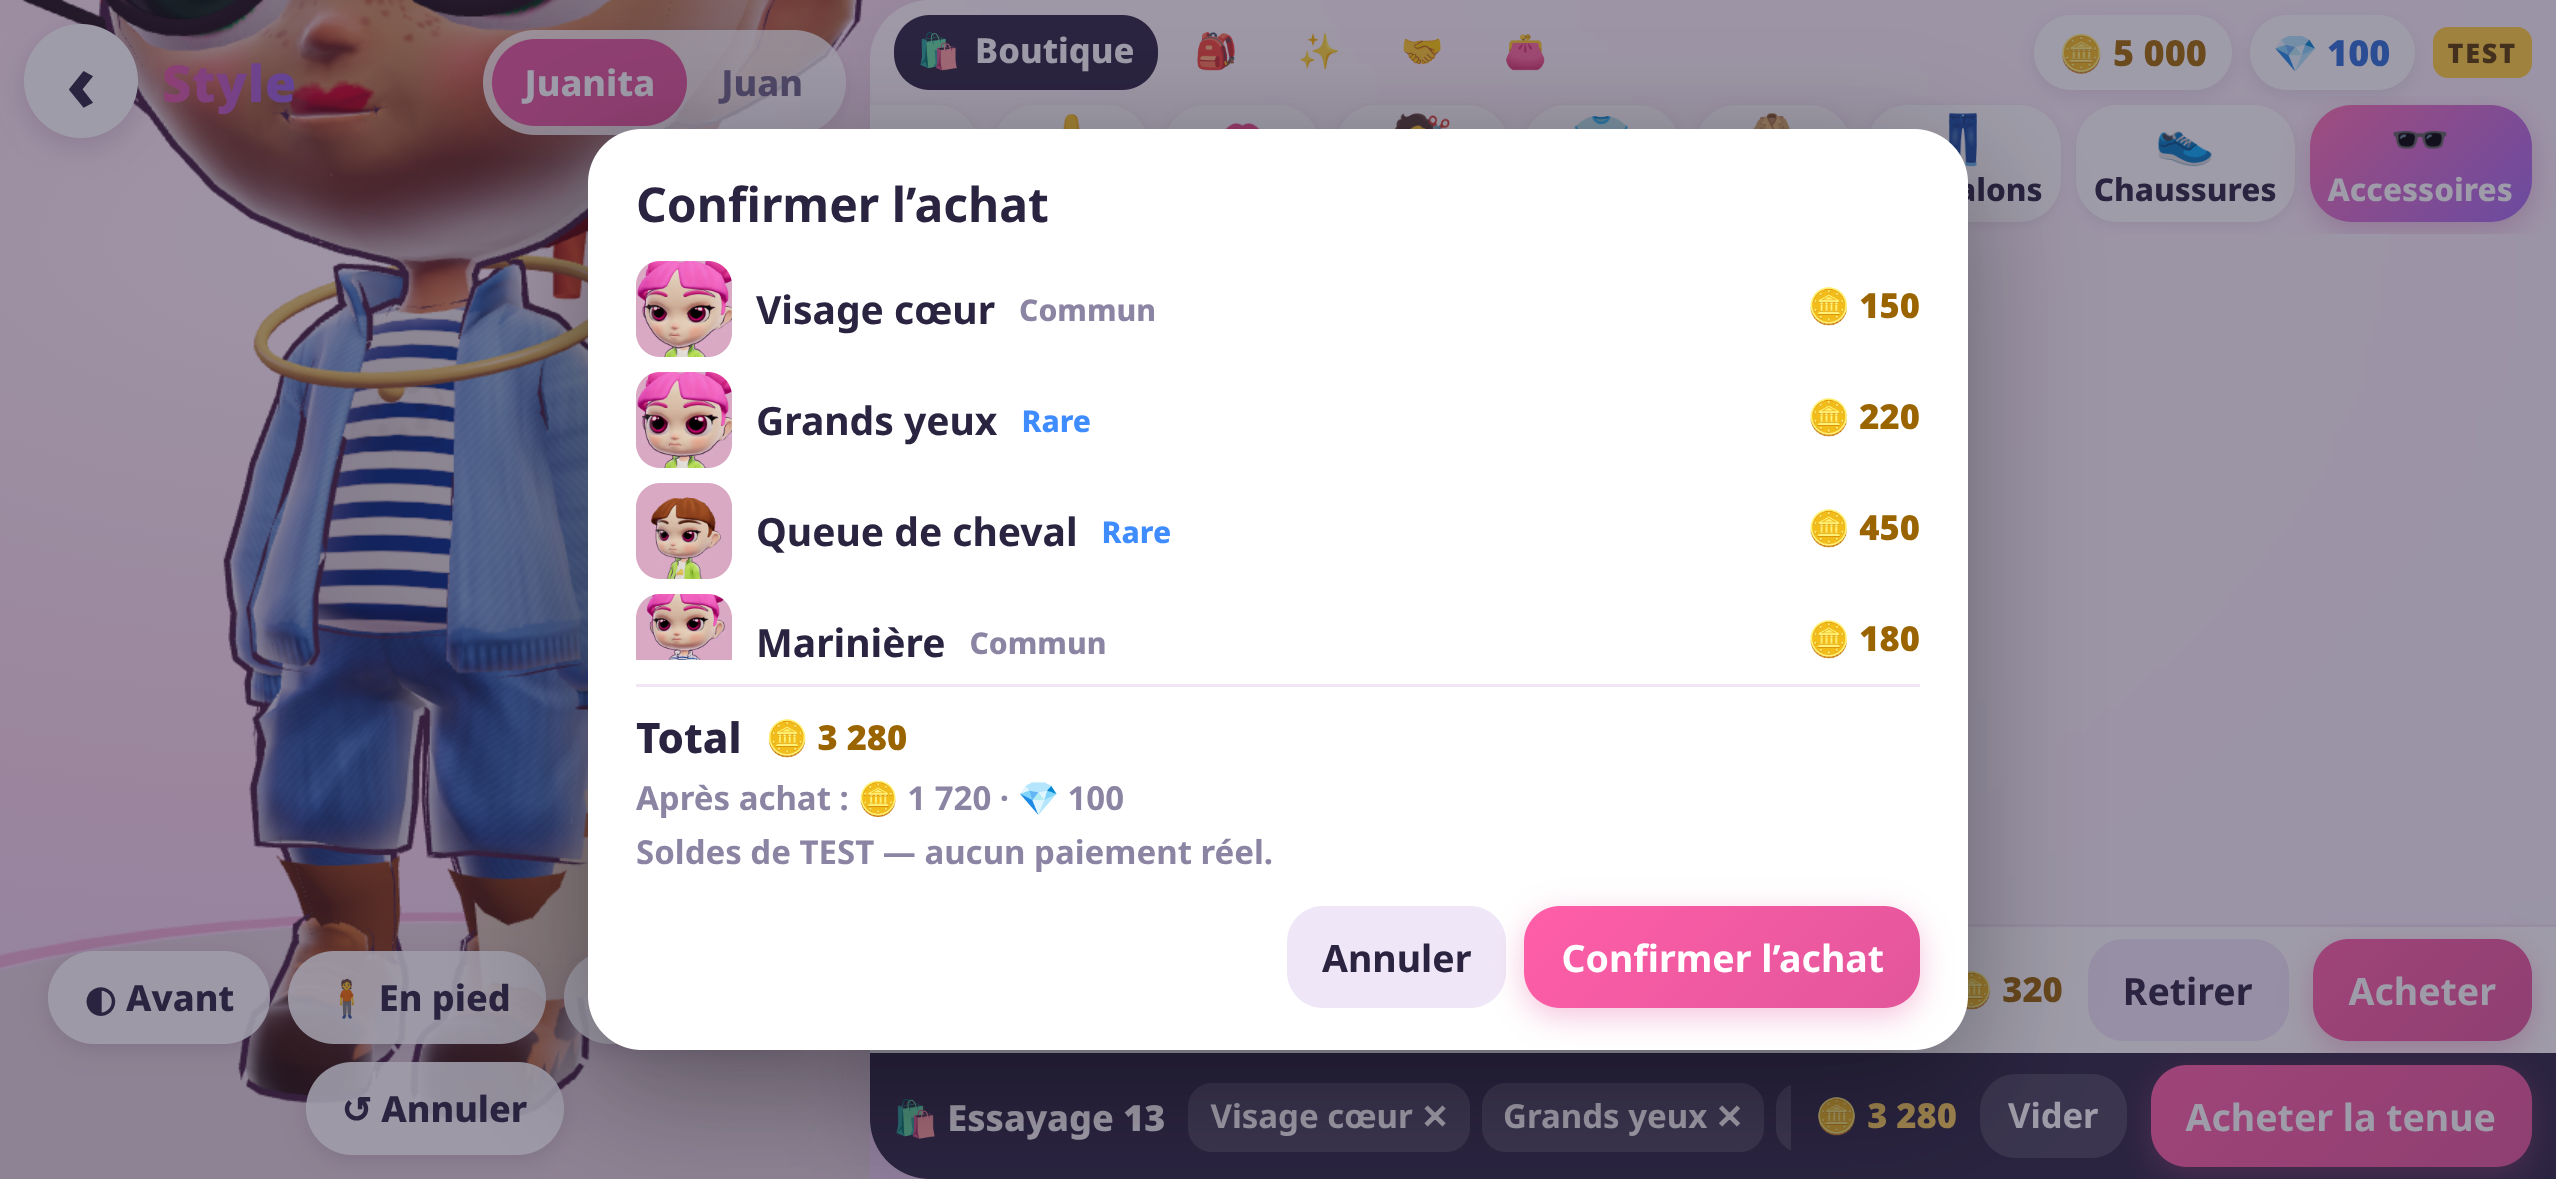 Style
Juanita Juan
Boutique
5 000 100 TEST
alons Chaussures Accessoires
Confirmer l’achat
Visage cœur Commun 150
Grands yeux Rare 220
Queue de cheval Rare 450
Marinière Commun 180
Total 3 280
Après achat : 1 720 · 100
Soldes de TEST — aucun paiement réel.
Annuler Confirmer l’achat
Avant En pied
320 Retirer Acheter
↺ Annuler
Essayage 13 Visage cœur ✕ Grands yeux ✕ 3 280 Vider Acheter la tenue